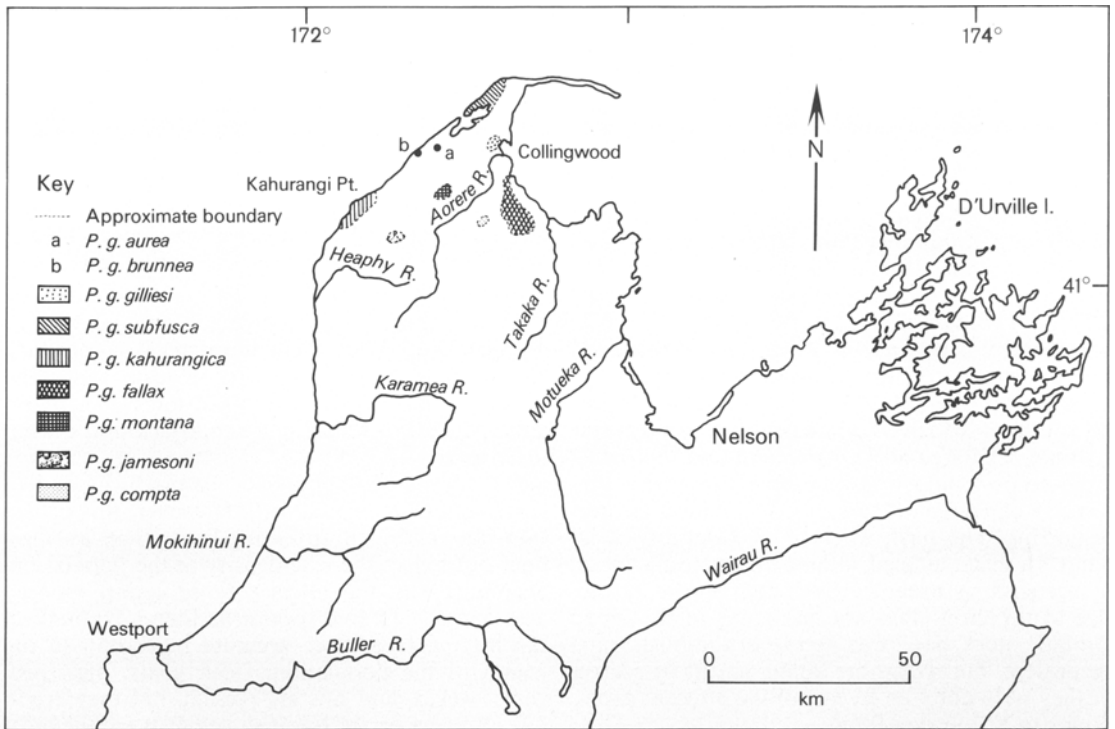 172° 174°
N
b a
Collingwood
Kahurangi Pt.
Aorere R.
D'Urville I.
Heaphy R.
41°
Takaka R.
Motueka R.
Karamea R.
Nelson
Mokihinui R.
Wairau R.
Westport
Buller R.
0 50
km
Key
Approximate boundary
a P. g. aurea
b P. g. brunnea
P. g. gilliesi
P. g. subfusca
P. g. kahurangica
P.g. fallax
P.g. montana
P.g. jamesoni
P.g. compta